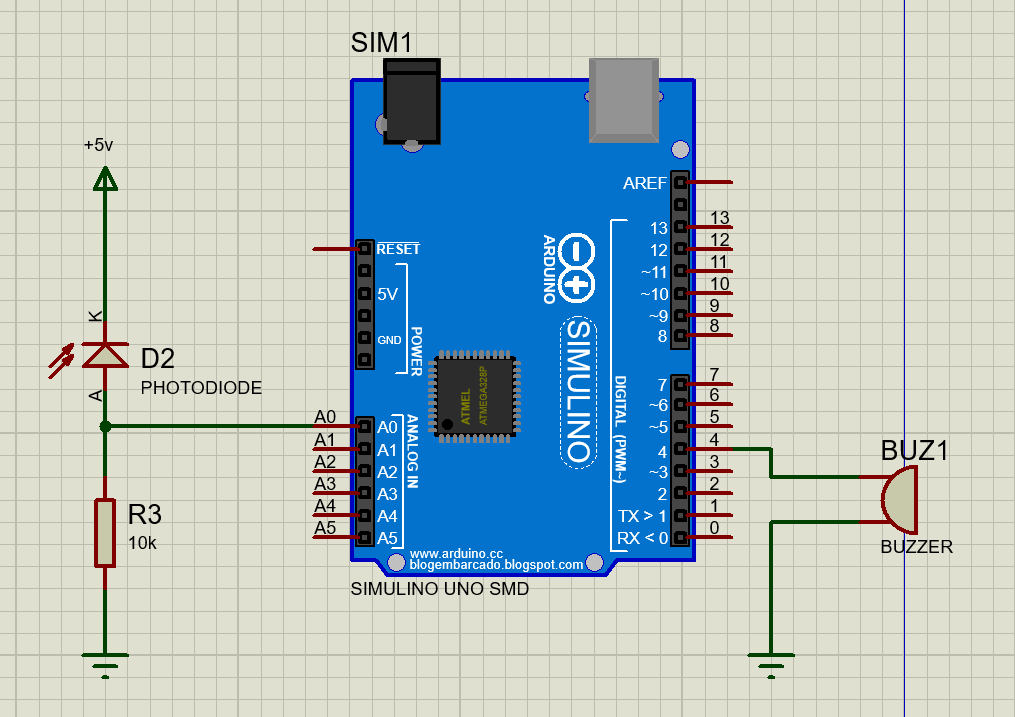 SIM1
+5v
K
D2
PHOTODIODE
A
R3
10k
A0
A1
A2
A3
A4
A5
RESET
5V
GND
POWER
A0
A1
A2
A3
A4
A5
ANALOG IN
ATMEL
ATMEGA328P
ARDUINO
SIMULINO
AREF
13
12
~11
~10
~9
8
DIGITAL (PWM~)
7
~6
~5
4
~3
2
TX > 1
RX < 0
13
12
11
10
9
8
7
6
5
4
3
2
1
0
www.arduino.cc
blogembarcado.blogspot.com
SIMULINO UNO SMD
BUZ1
BUZZER